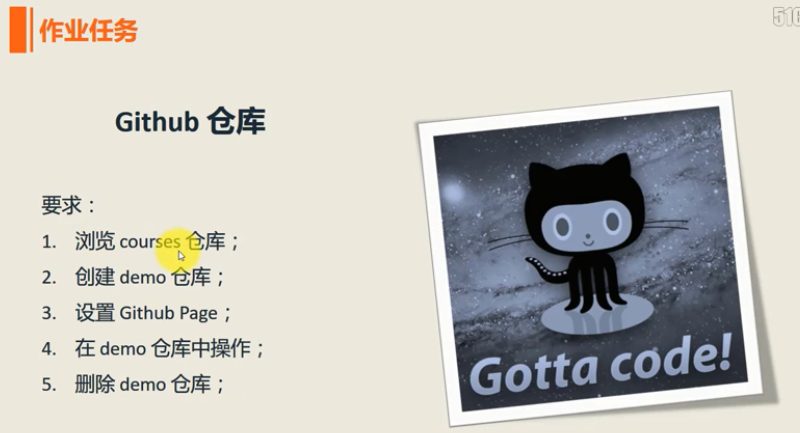 作业任务
516
Github 仓库
要求：
1. 浏览 courses 仓库；
2. 创建 demo 仓库；
3. 设置 Github Page；
4. 在 demo 仓库中操作；
5. 删除 demo 仓库；
Gotta code!